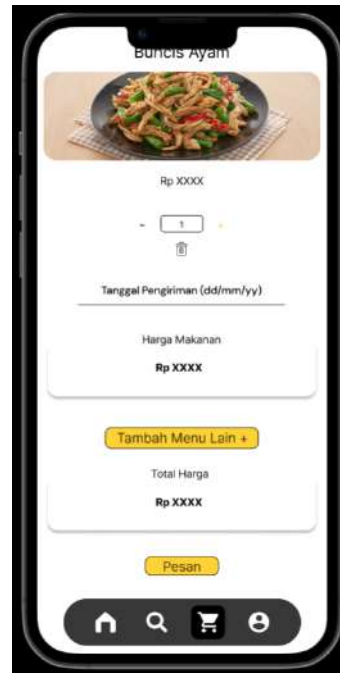 Buncis Ayam
Rp XXXX
- 1 +
Tanggal Pengiriman (dd/mm/yy)
Harga Makanan
Rp XXXX
Tambah Menu Lain +
Total Harga
Rp XXXX
Pesan